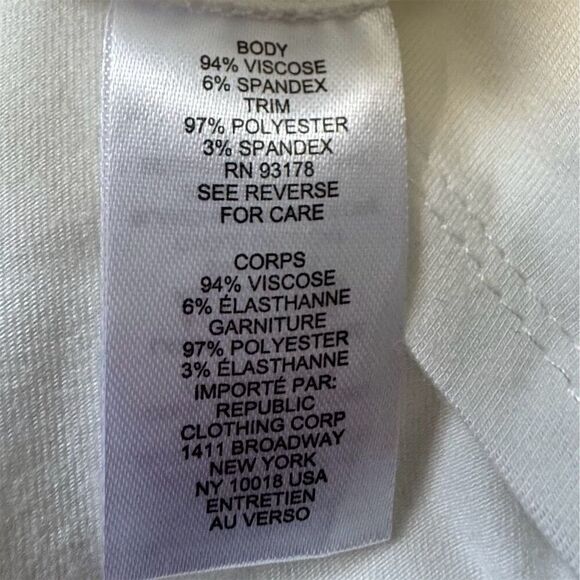 BODY
94% VISCOSE
6% SPANDEX
TRIM
97% POLYESTER
3% SPANDEX
RN 93178
SEE REVERSE
FOR CARE
CORPS
94% VISCOSE
6% ÉLASTHANNE
GARNITURE
97% POLYESTER
3% ÉLASTHANNE
IMPORTÉ PAR:
REPUBLIC
CLOTHING CORP
1411 BROADWAY
NEW YORK
NY 10018 USA
ENTRETIEN
AU VERSO